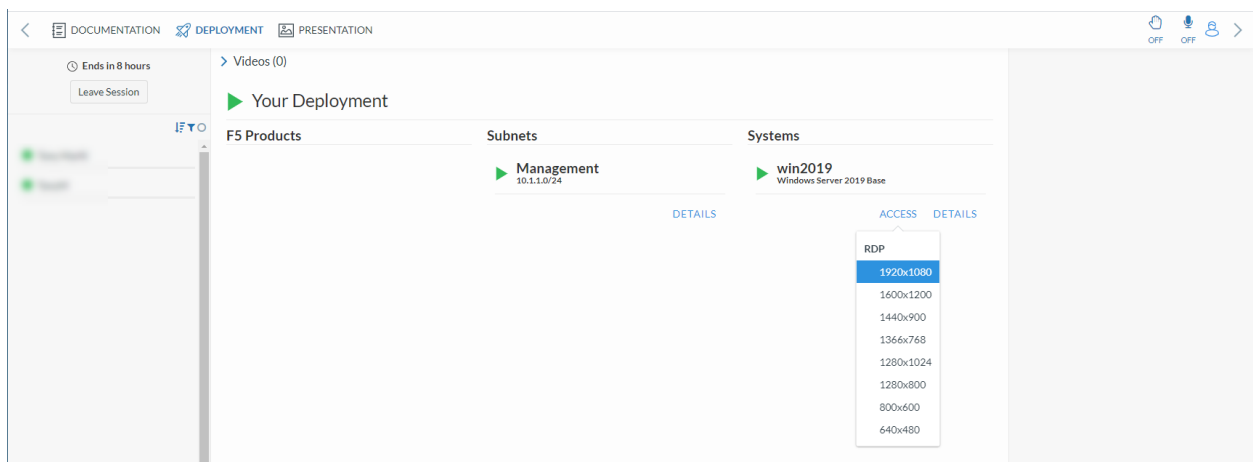 DOCUMENTATION DEPLOYMENT PRESENTATION
OFF OFF
Ends in 8 hours
Leave Session
Videos (0)
Your Deployment
F5 Products
Subnets
Management
10.1.1.0/24
DETAILS
Systems
win2019
Windows Server 2019 Base
ACCESS DETAILS
RDP
1920x1080
1600x1200
1440x900
1366x768
1280x1024
1280x800
800x600
640x480